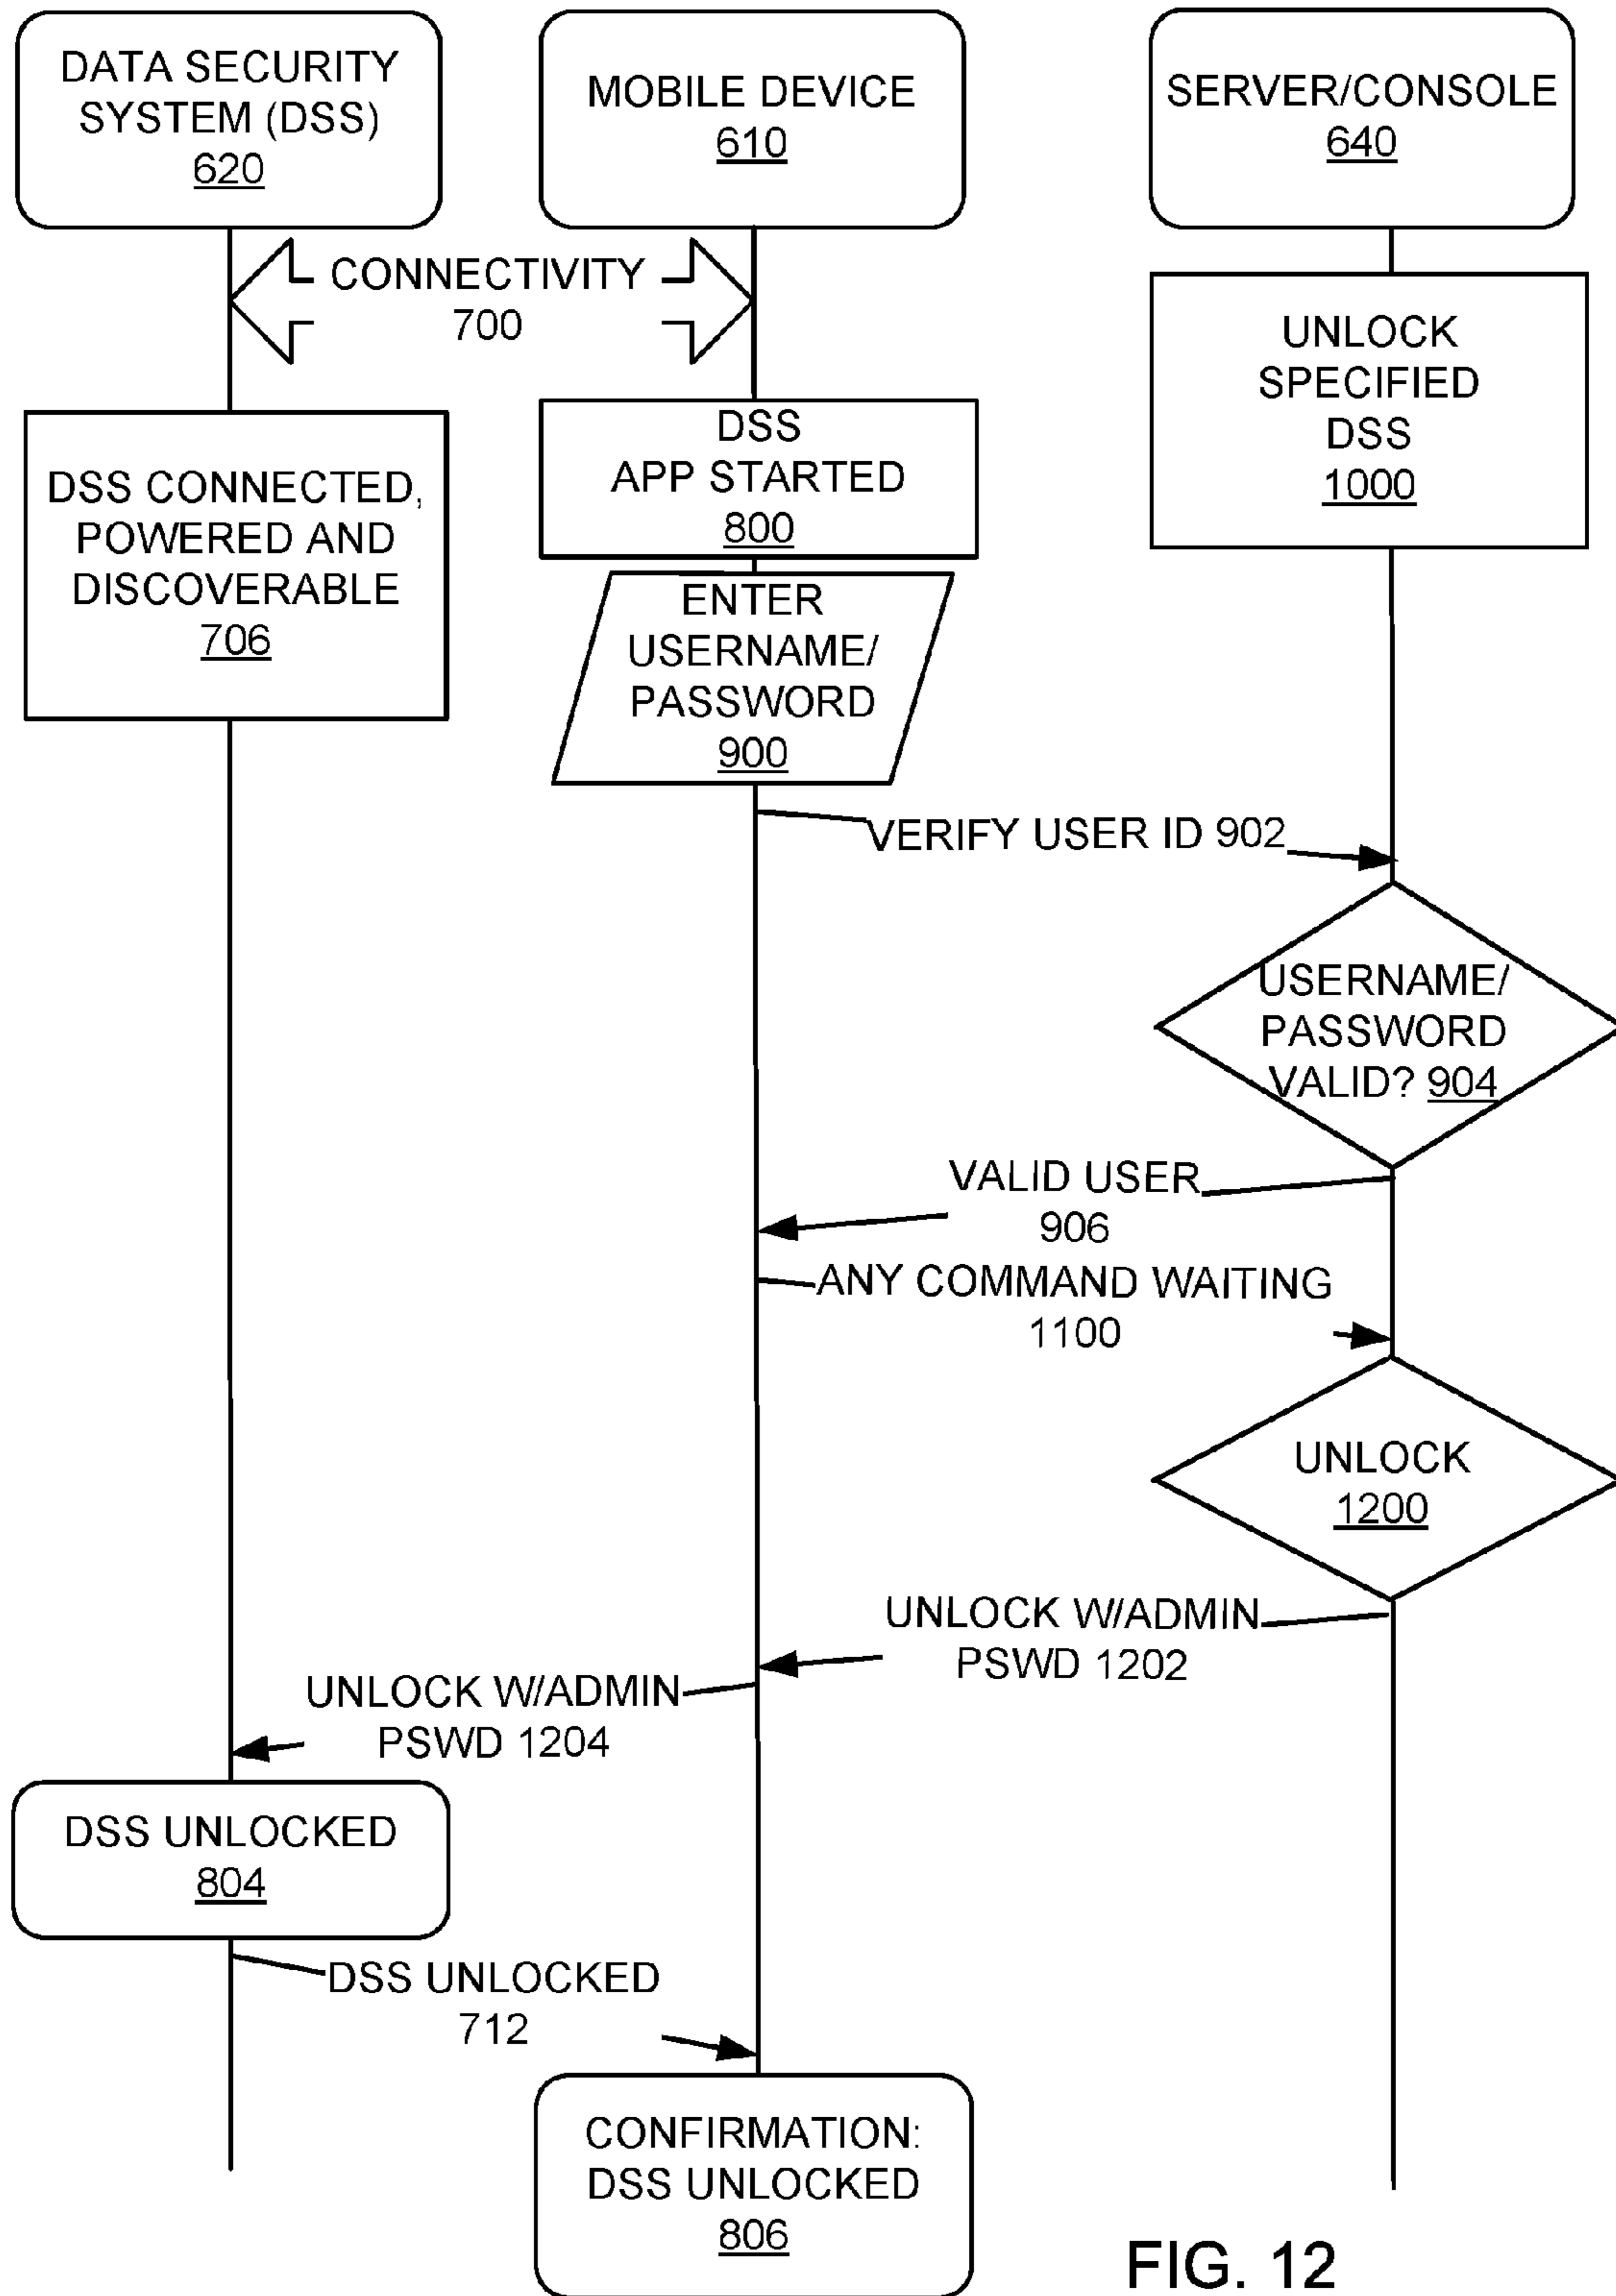 DATA SECURITY
SYSTEM (DSS)
620
MOBILE DEVICE
610
SERVER/CONSOLE
640
CONNECTIVITY
700
UNLOCK
SPECIFIED
DSS
1000
DSS CONNECTED,
POWERED AND
DISCOVERABLE
706
DSS
APP STARTED
800
ENTER
USERNAME/
PASSWORD
900
VERIFY USER ID 902
USERNAME/
PASSWORD
VALID? 904
VALID USER
906
ANY COMMAND WAITING
1100
UNLOCK
1200
UNLOCK W/ADMIN
PSWD 1202
UNLOCK W/ADMIN
PSWD 1204
DSS UNLOCKED
804
DSS UNLOCKED
712
CONFIRMATION:
DSS UNLOCKED
806
FIG. 12